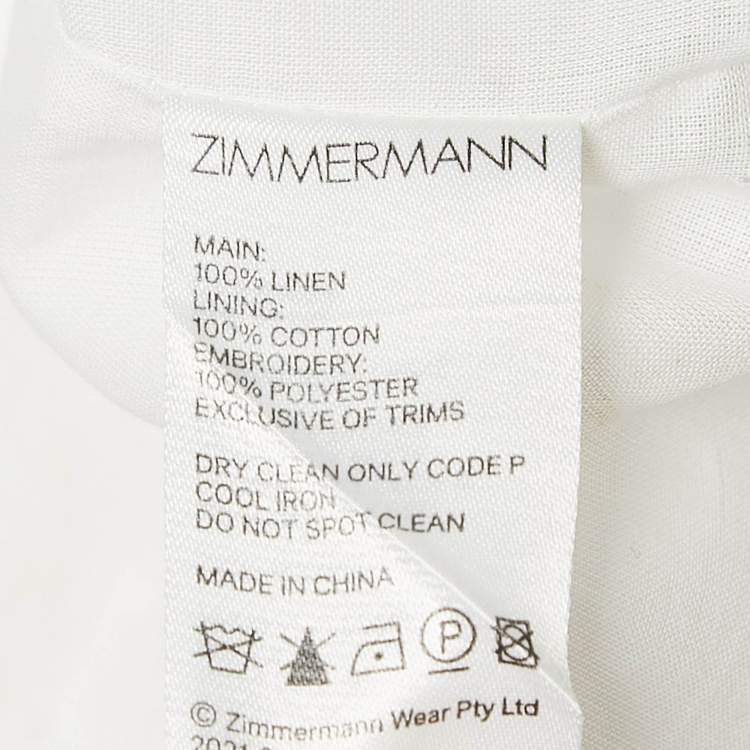 ZIMMERMANN
MAIN:
100% LINEN
LINING:
100% COTTON
EMBROIDERY:
100% POLYESTER
EXCLUSIVE OF TRIMS
DRY CLEAN ONLY CODE P
COOL IRON
DO NOT SPOT CLEAN
MADE IN CHINA
P
© Zimmermann Wear Pty Ltd
2021